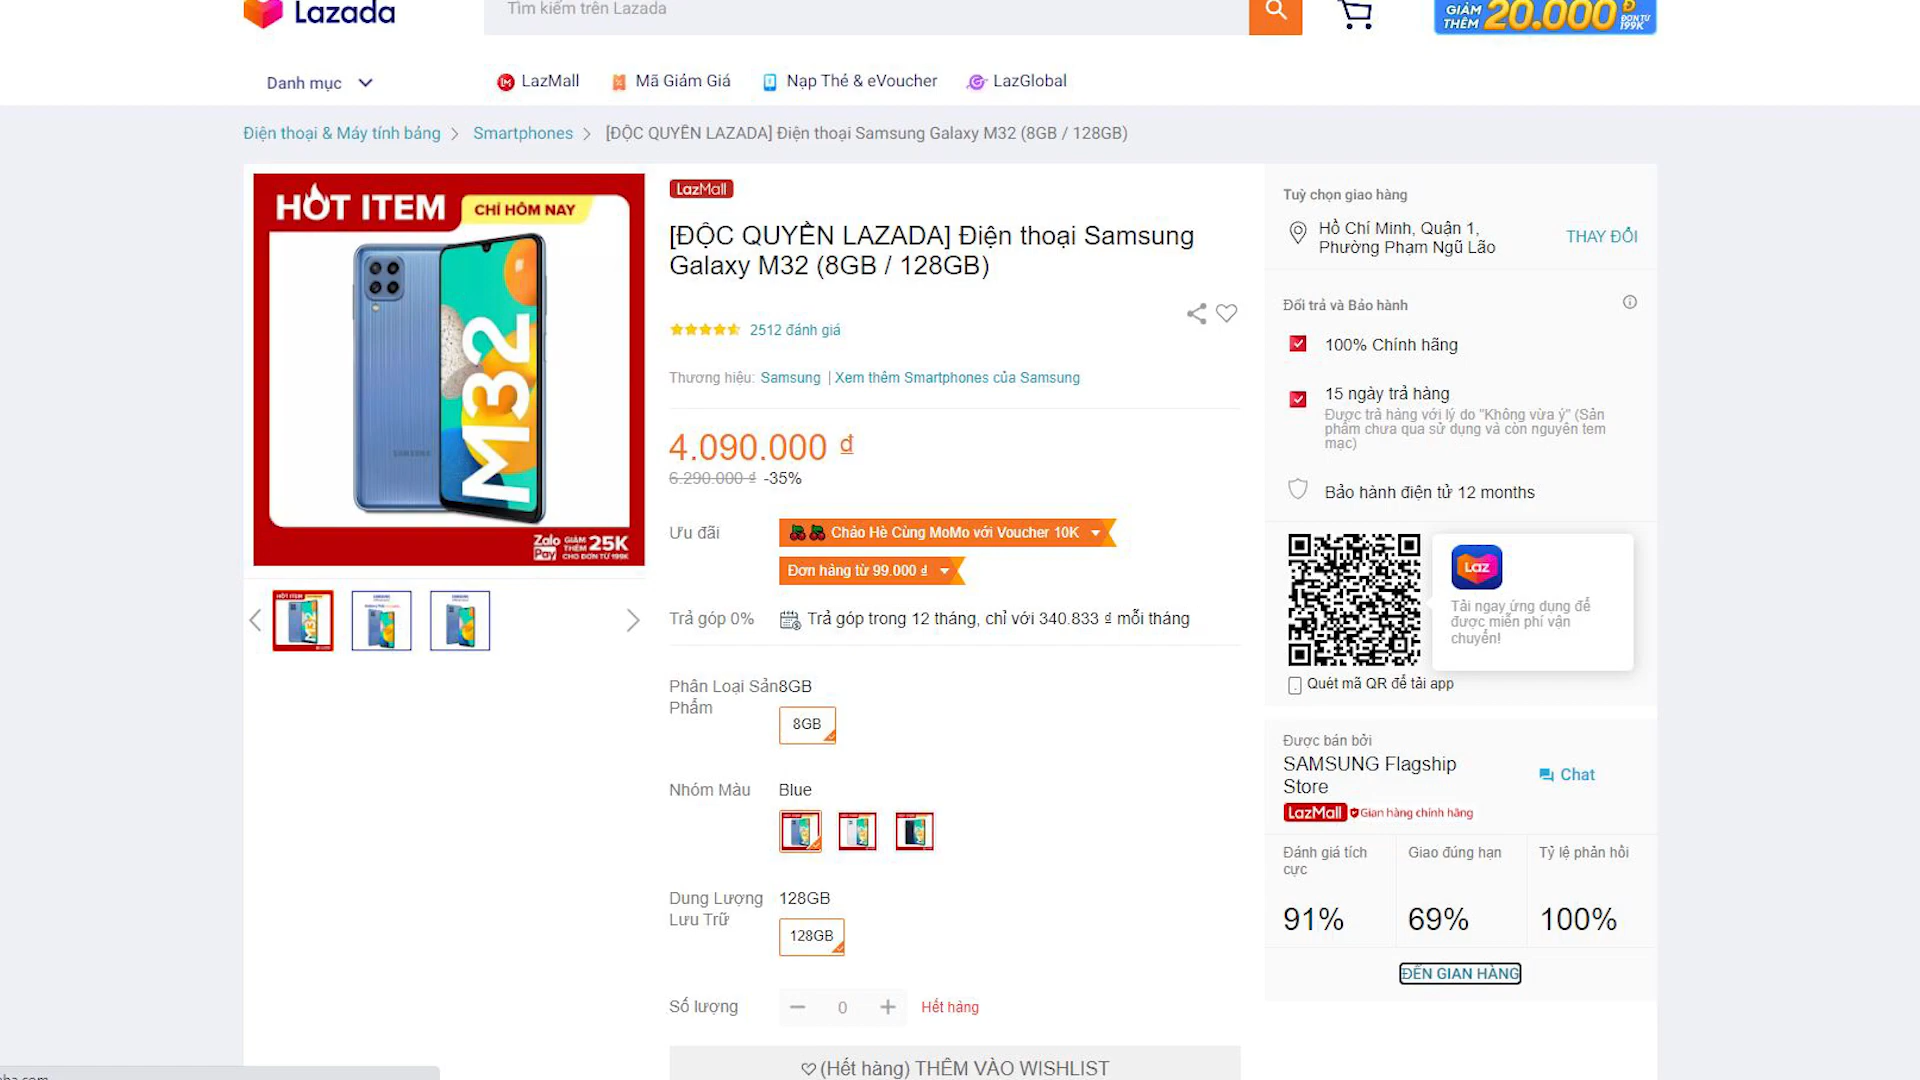 Lazada
Tìm kiếm trên Lazada
GIẢM THÊM 20.000Đ ĐƠN TỪ 199K
Danh mục
LazMall
Mã Giảm Giá
Nạp Thẻ & eVoucher
LazGlobal
Điện thoại & Máy tính bảng > Smartphones > [ĐỘC QUYỀN LAZADA] Điện thoại Samsung Galaxy M32 (8GB / 128GB)
HOT ITEM
CHỈ HÔM NAY
M32
SAMSUNG
Zalo Pay GIẢM THÊM 25K
CHO ĐƠN TỪ 199K
LazMall
[ĐỘC QUYỀN LAZADA] Điện thoại Samsung
Galaxy M32 (8GB / 128GB)
2512 đánh giá
Thương hiệu: Samsung | Xem thêm Smartphones của Samsung
4.090.000 ₫
6.290.000 ₫ -35%
Ưu đãi
Chào Hè Cùng MoMo với Voucher 10K
Đơn hàng từ 99.000 ₫
Trả góp 0%
Trả góp trong 12 tháng, chỉ với 340.833 ₫ mỗi tháng
Phân Loại Sản
Phẩm
8GB
8GB
Nhóm Màu
Blue
Dung Lượng
Lưu Trữ
128GB
128GB
Số lượng
0
Hết hàng
(Hết hàng) THÊM VÀO WISHLIST
Tuỳ chọn giao hàng
Hồ Chí Minh, Quận 1,
Phường Phạm Ngũ Lão
THAY ĐỔI
Đổi trả và Bảo hành
100% Chính hãng
15 ngày trả hàng
Được trả hàng với lý do "Không vừa ý" (Sản
phẩm chưa qua sử dụng và còn nguyên tem
mạc)
Bảo hành điện tử 12 months
Laz
Tải ngay ứng dụng để
được miễn phí vận
chuyển!
Quét mã QR để tải app
Được bán bởi
SAMSUNG Flagship
Store
Chat
LazMall Gian hàng chính hãng
Đánh giá tích
cực
91%
Giao đúng hạn
69%
Tỷ lệ phản hồi
100%
ĐẾN GIAN HÀNG